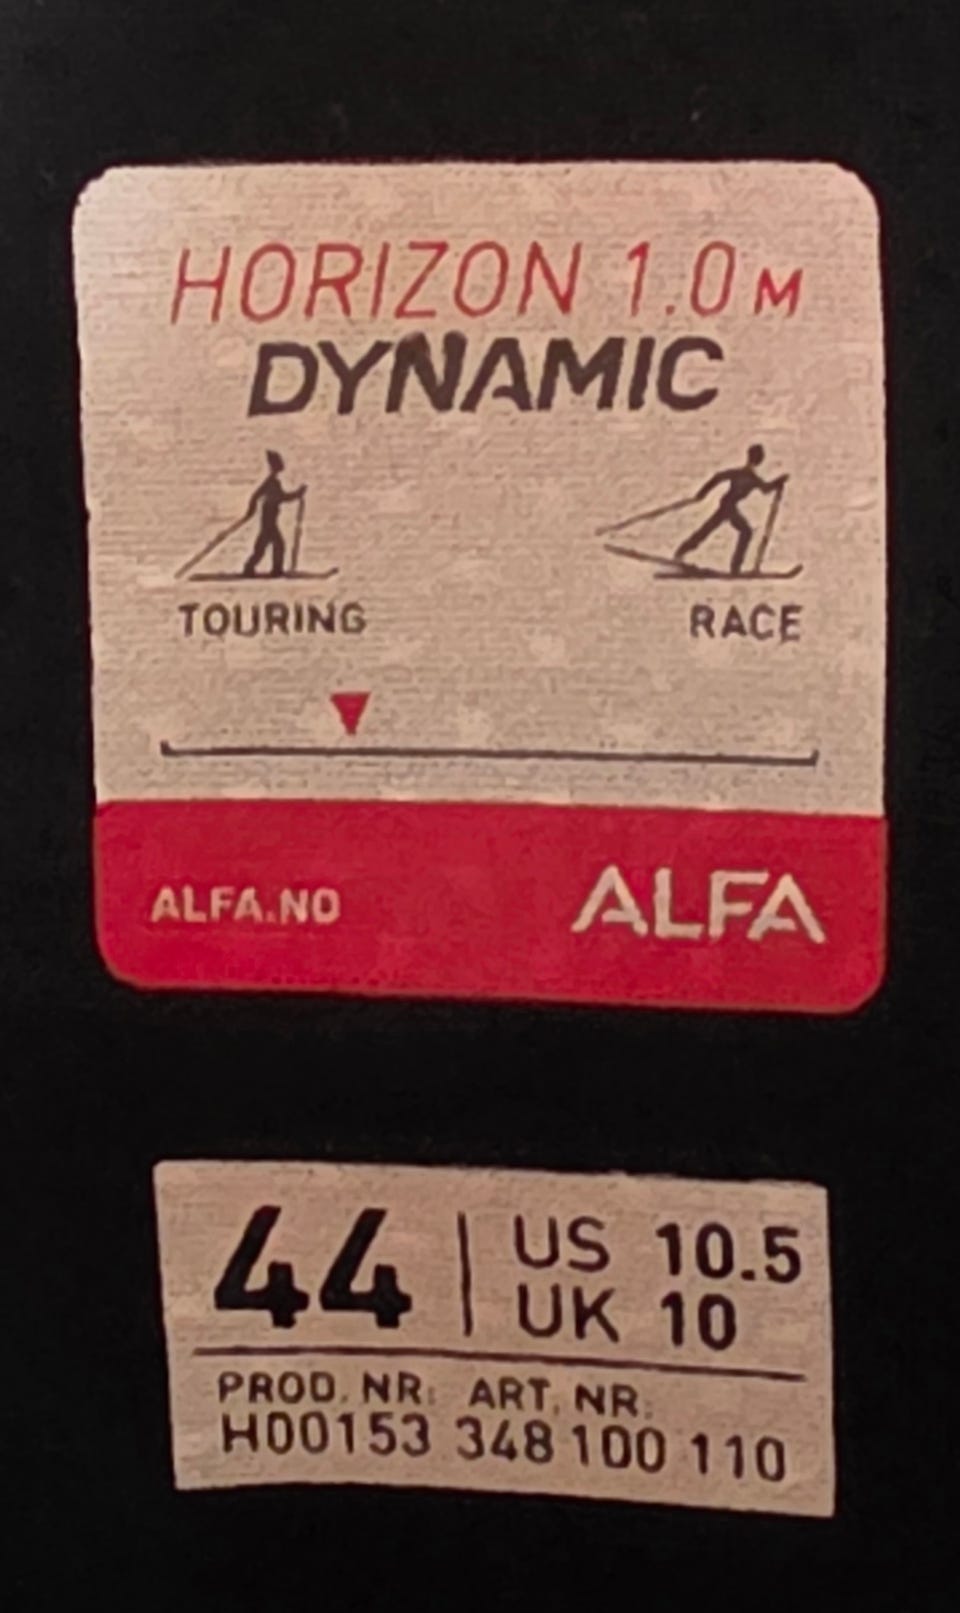 HORIZON 1.0 M
DYNAMIC
TOURING RACE
ALFA.NO ALFA
44 US 10.5
UK 10
PROD. NR: ART. NR:
H00153 348 100 110